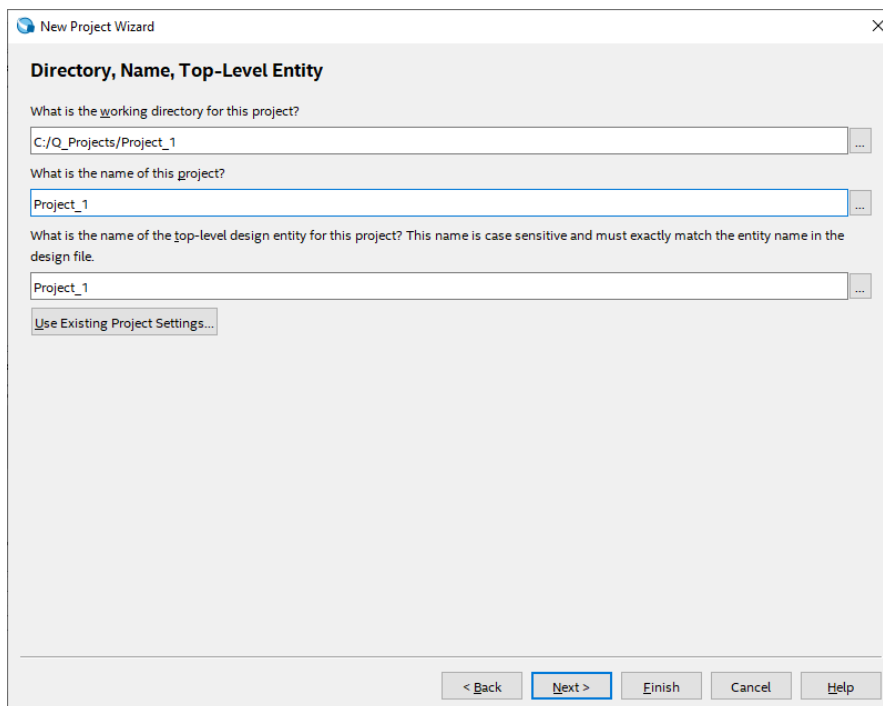 New Project Wizard
Directory, Name, Top-Level Entity
What is the working directory for this project?
C:/Q_Projects/Project_1
...
What is the name of this project?
Project_1
...
What is the name of the top-level design entity for this project? This name is case sensitive and must exactly match the entity name in the
design file.
Project_1
...
Use Existing Project Settings...
< Back
Next >
Finish
Cancel
Help